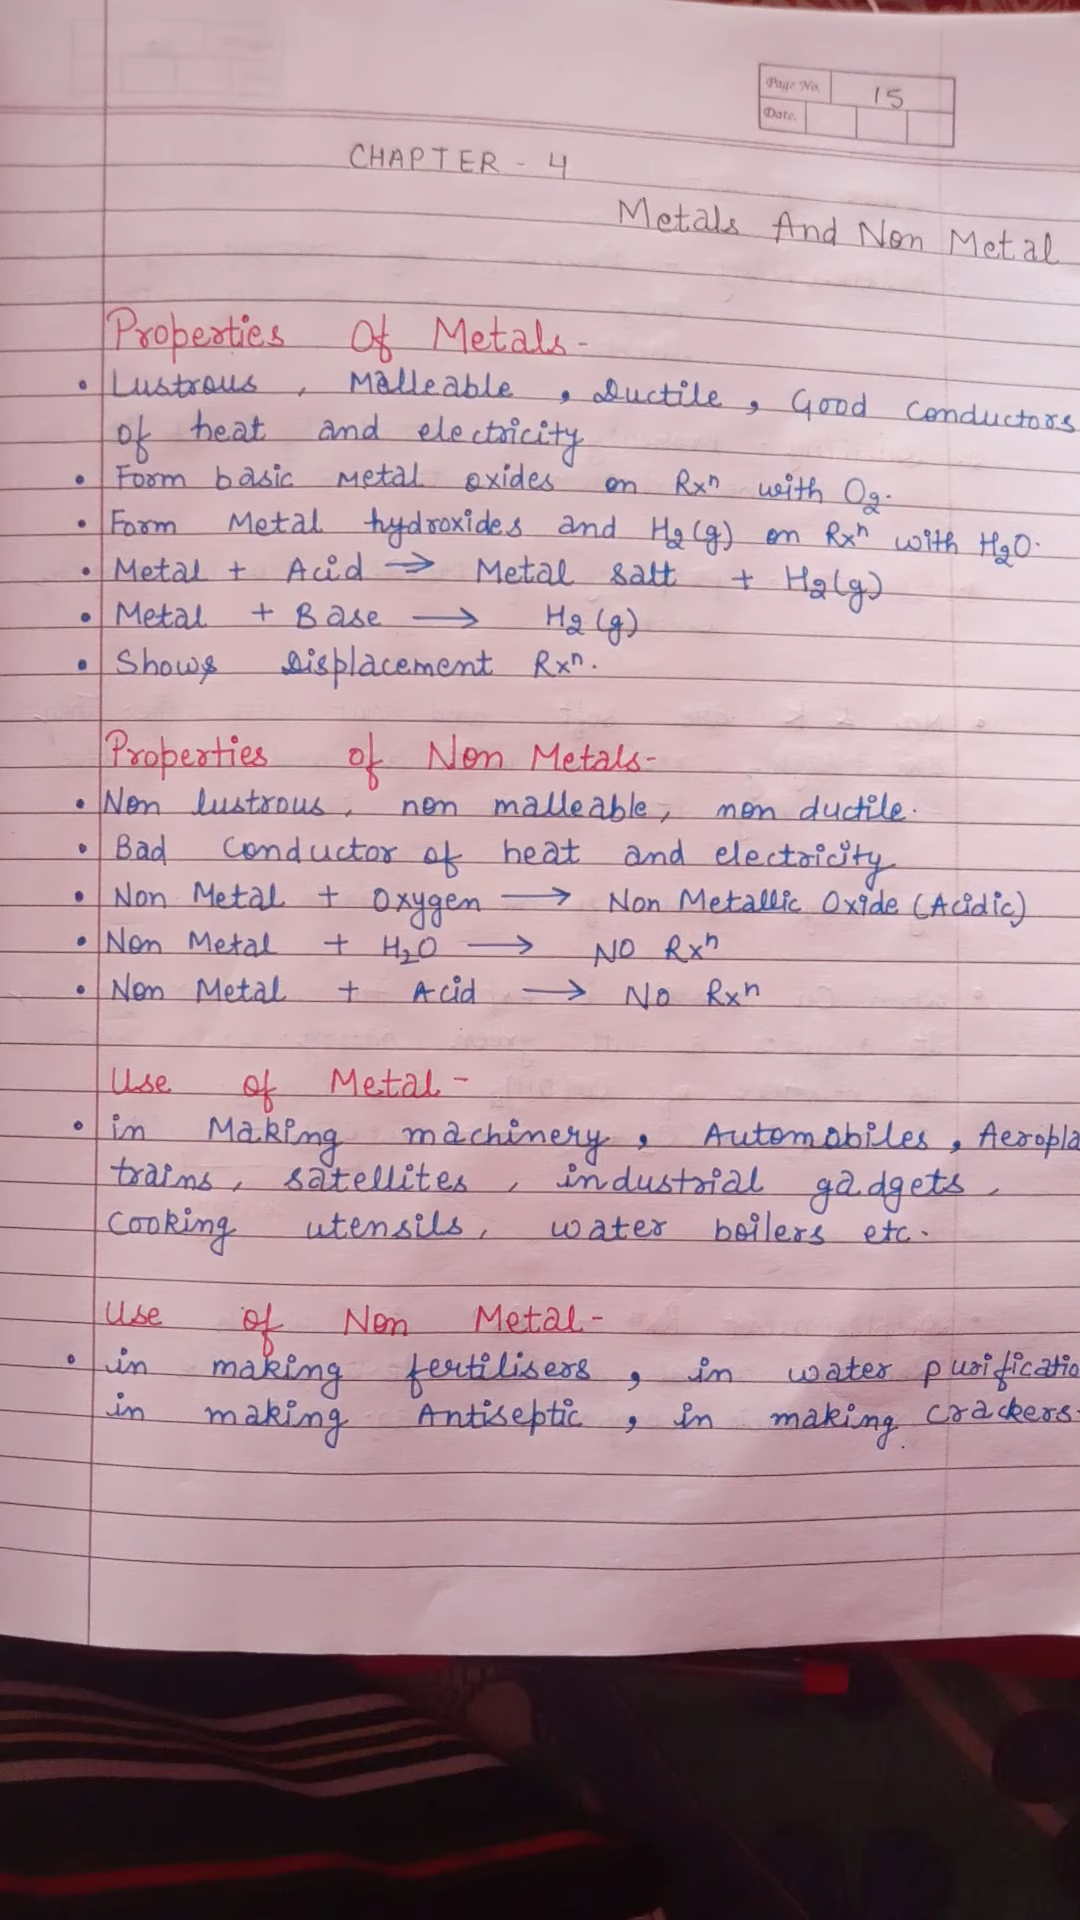 Page No. 15
Date.
CHAPTER - 4
Metals And Non Metal
Properties Of Metals-
• Lustrous, Malleable, Ductile, Good conductors
of heat and electricity
• Form basic Metal oxides on Rxⁿ with O₂.
• Form Metal hydroxides and H₂(g) on Rxⁿ with H₂O.
• Metal + Acid → Metal salt + H₂(g)
• Metal + Base → H₂(g)
• Shows Displacement Rxⁿ.
Properties of Non Metals-
• Non lustrous, non malleable, non ductile.
• Bad Conductor of heat and electricity
• Non Metal + Oxygen → Non Metallic Oxide (Acidic)
• Non Metal + H₂O → NO Rxⁿ
• Non Metal + Acid → No Rxⁿ
Use of Metal-
• in Making machinery, Automobiles, Aeropla
trains, satellites, industrial gadgets,
Cooking utensils, water boilers etc.
Use of Non Metal-
• in making fertilisers, in water purificatio
in making Antiseptic, in making crackers.